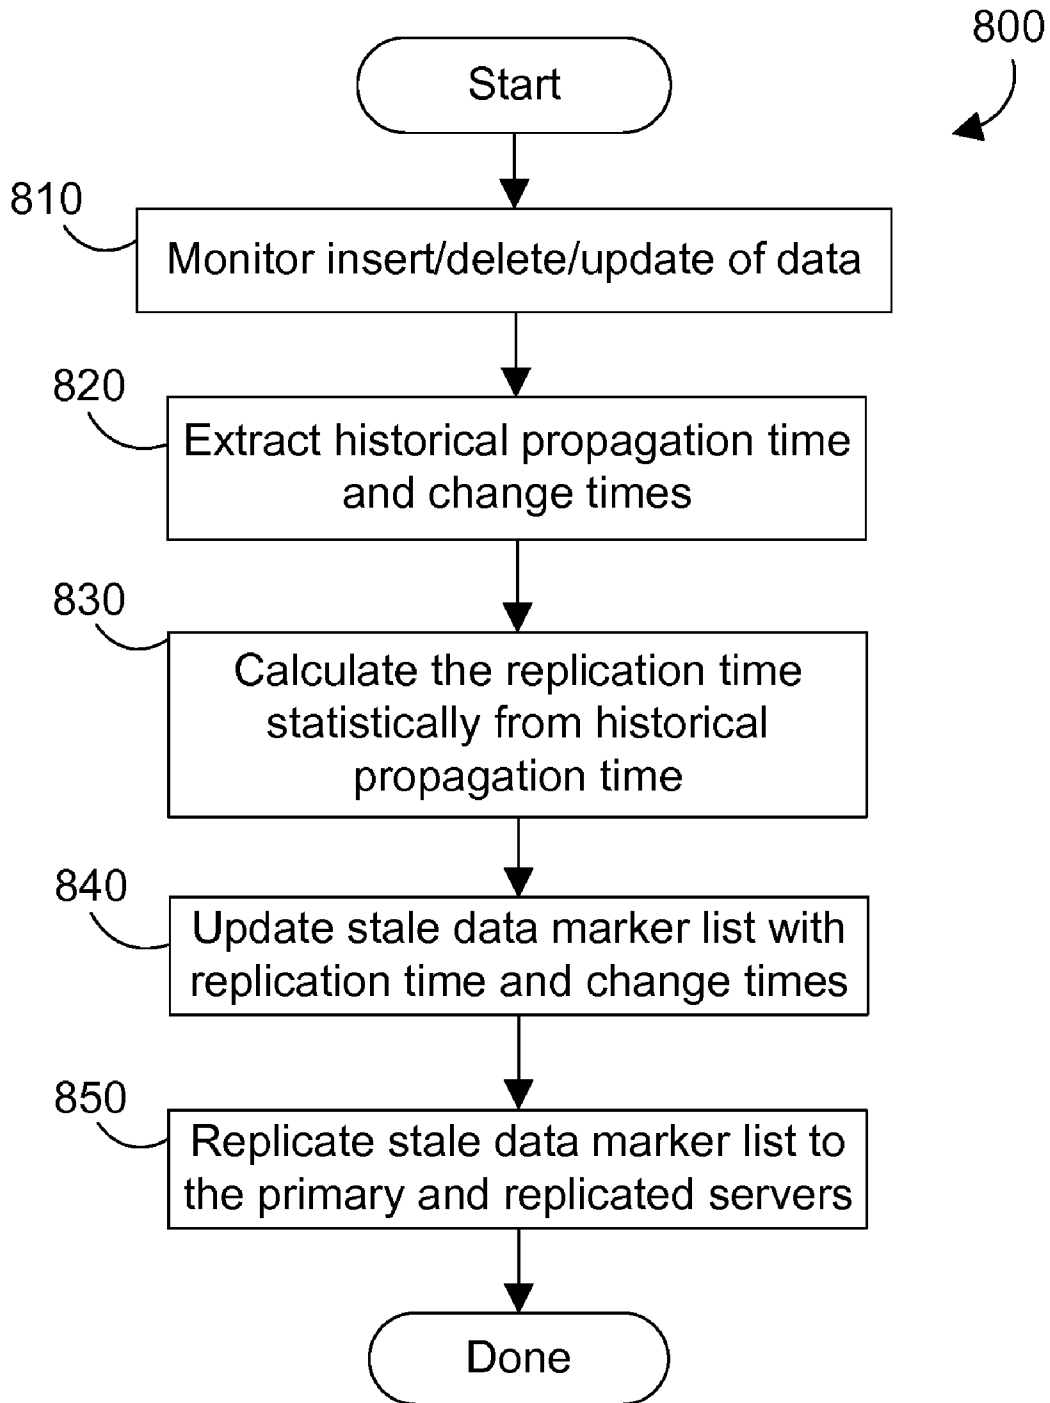 800
Start
810
Monitor insert/delete/update of data
820
Extract historical propagation time
and change times
830
Calculate the replication time
statistically from historical
propagation time
840
Update stale data marker list with
replication time and change times
850
Replicate stale data marker list to
the primary and replicated servers
Done